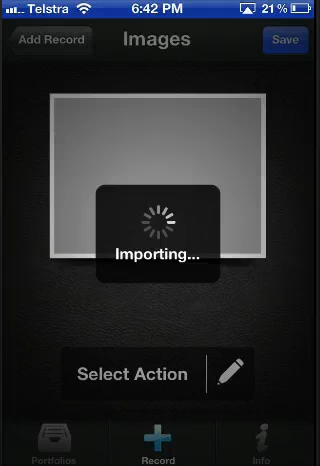 Telstra 6:42 PM 21%
Add Record Images Save
Importing...
Select Action
Portfolios Record Info